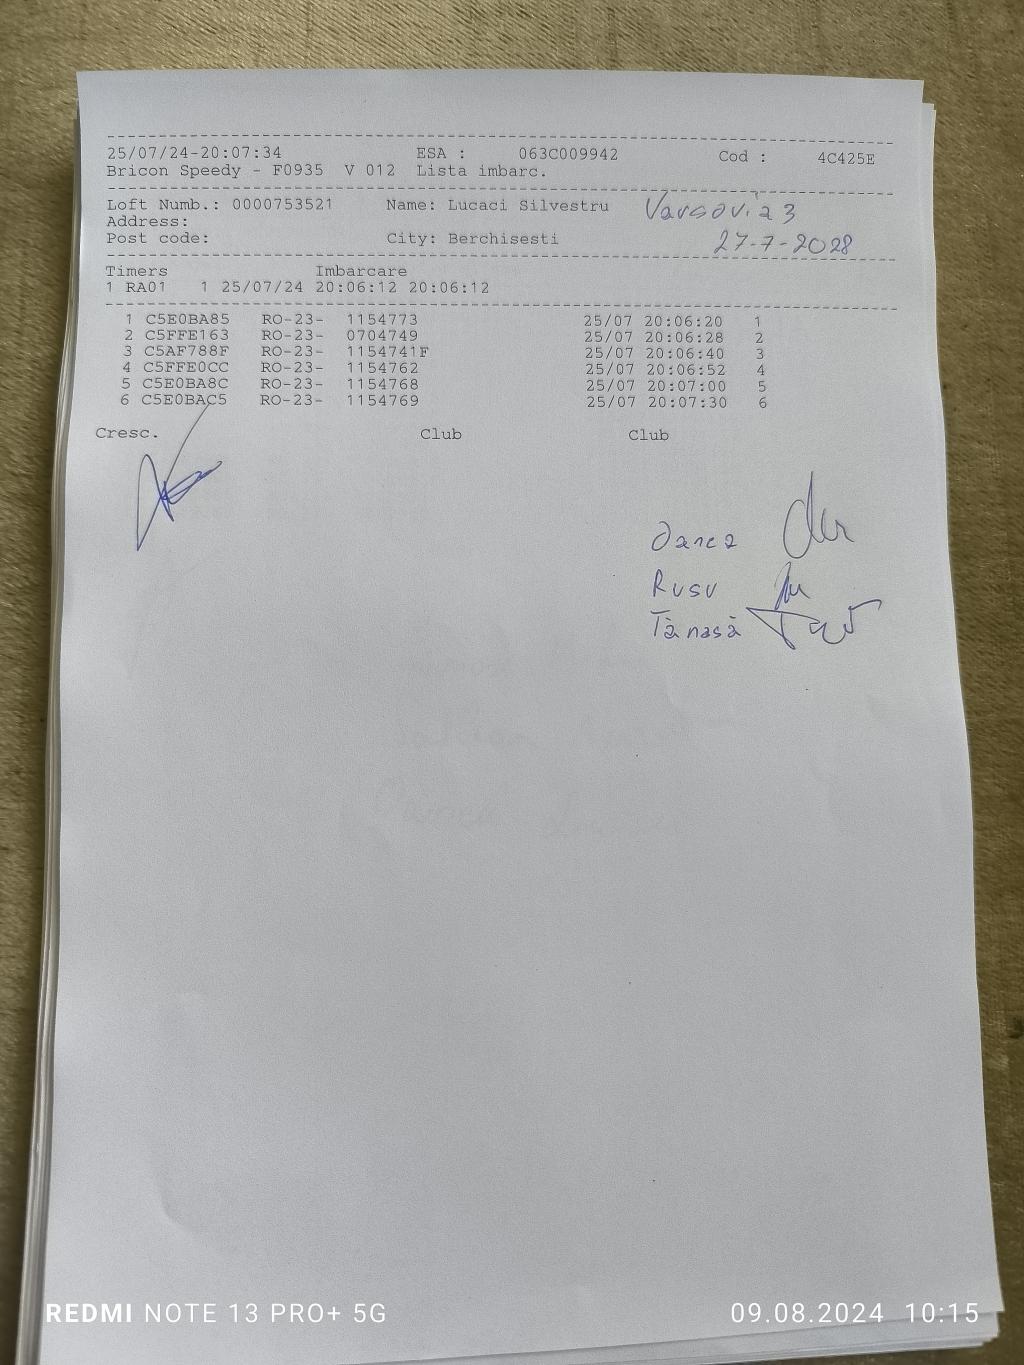 25/07/24-20:07:34 ESA : 063C009942 Cod : 4C425E
Bricon Speedy - F0935 V 012 Lista imbarc.
Loft Numb.: 0000753521 Name: Lucaci Silvestru Varsovia 3
Address:
Post code: City: Berchisesti 27-7-2028
Timers Imbarcare
1 RA01 1 25/07/24 20:06:12 20:06:12
1 C5E0BA85 RO-23- 1154773 25/07 20:06:20 1
2 C5FFE163 RO-23- 0704749 25/07 20:06:28 2
3 C5AF788F RO-23- 1154741F 25/07 20:06:40 3
4 C5FFE0CC RO-23- 1154762 25/07 20:06:52 4
5 C5E0BA8C RO-23- 1154768 25/07 20:07:00 5
6 C5E0BAC5 RO-23- 1154769 25/07 20:07:30 6
Cresc. Club Club
Danea
Rusu
Tănasă
REDMI NOTE 13 PRO+ 5G 09.08.2024 10:15